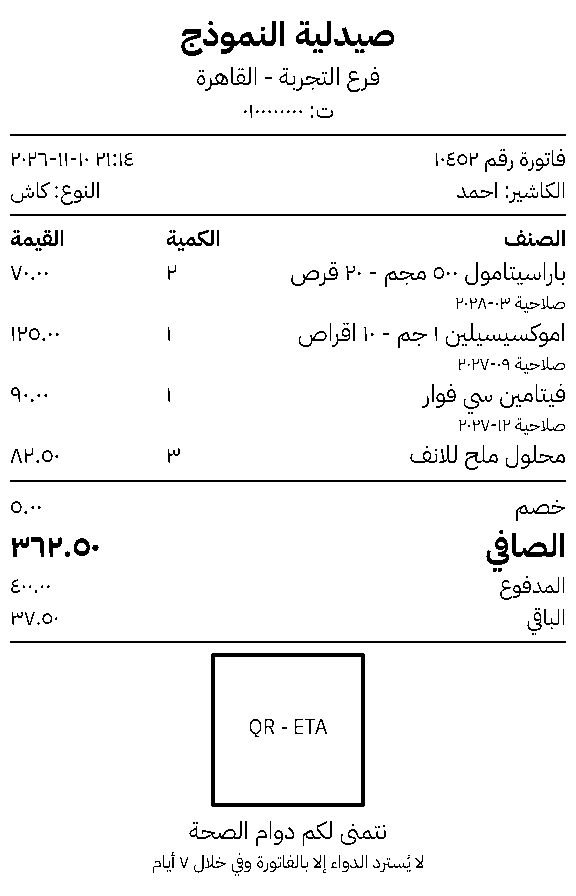 صيدلية النموذج
فرع التجربة - القاهرة
ت: ٠١٠٠٠٠٠٠٠٠
فاتورة رقم ١٠٤٥٢ ٢٠٢٦-١١-١٠ ٢١:١٤
الكاشير: احمد النوع: كاش
الصنف الكمية القيمة
باراسيتامول ٥٠٠ مجم - ٢٠ قرص ٢ ٧٠.٠٠
صلاحية ٢٠٢٨-٠٣
اموكسيسيلين ١ جم - ١٠ اقراص ١ ١٢٥.٠٠
صلاحية ٢٠٢٧-٠٩
فيتامين سي فوار ١ ٩٠.٠٠
صلاحية ٢٠٢٧-١٢
محلول ملح للانف ٣ ٨٢.٥٠
خصم ٥.٠٠
الصافي ٣٦٢.٥٠
المدفوع ٤٠٠.٠٠
الباقي ٣٧.٥٠
QR - ETA
نتمنى لكم دوام الصحة
لا يُسترد الدواء إلا بالفاتورة وفي خلال ٧ أيام